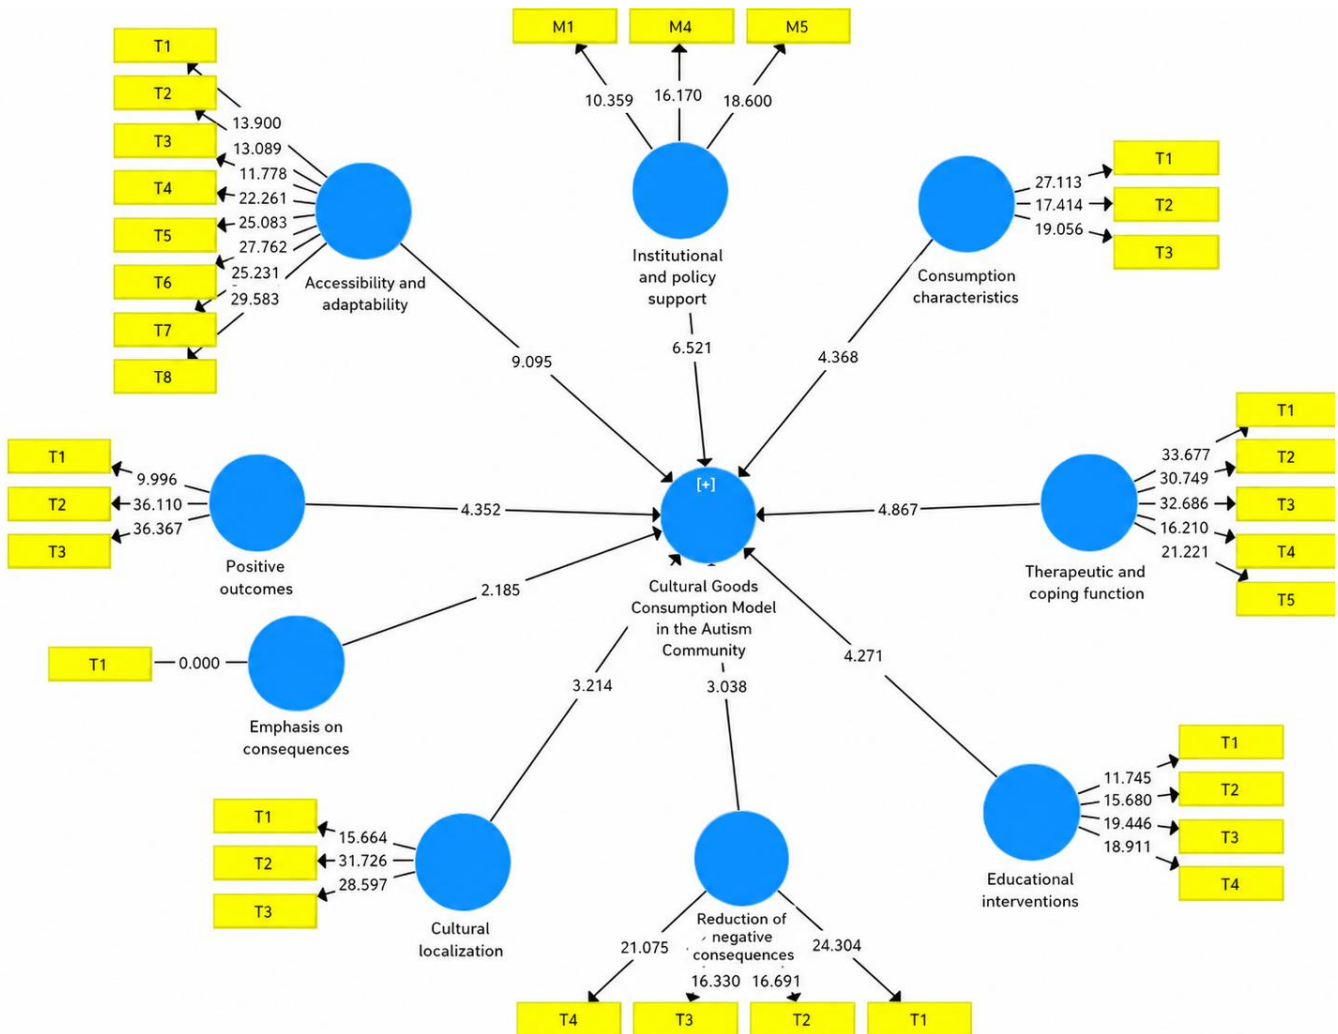 M1
M4
M5
10.359
16.170
18.600
Institutional
and policy
support
6.521
T1
T2
T3
T4
T5
T6
T7
T8
13.900
13.089
11.778
22.261
25.083
27.762
25.231
29.583
Accessibility and
adaptability
9.095
T1
T2
T3
27.113
17.414
19.056
Consumption
characteristics
4.368
T1
T2
T3
9.996
36.110
36.367
Positive
outcomes
4.352
[+]
Cultural Goods
Consumption Model
in the Autism
Community
T1
T2
T3
T4
T5
33.677
30.749
32.686
16.210
21.221
Therapeutic and
coping function
4.867
T1
0.000
Emphasis on
consequences
2.185
T1
T2
T3
15.664
31.726
28.597
Cultural
localization
3.214
Reduction of
negative
consequences
3.038
21.075
16.330
16.691
24.304
T4
T3
T2
T1
T1
T2
T3
T4
11.745
15.680
19.446
18.911
Educational
interventions
4.271